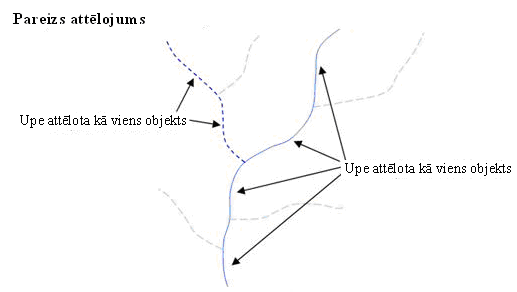 Pareizs attēlojums
Upe attēlota kā viens objekts
Upe attēlota kā viens objekts